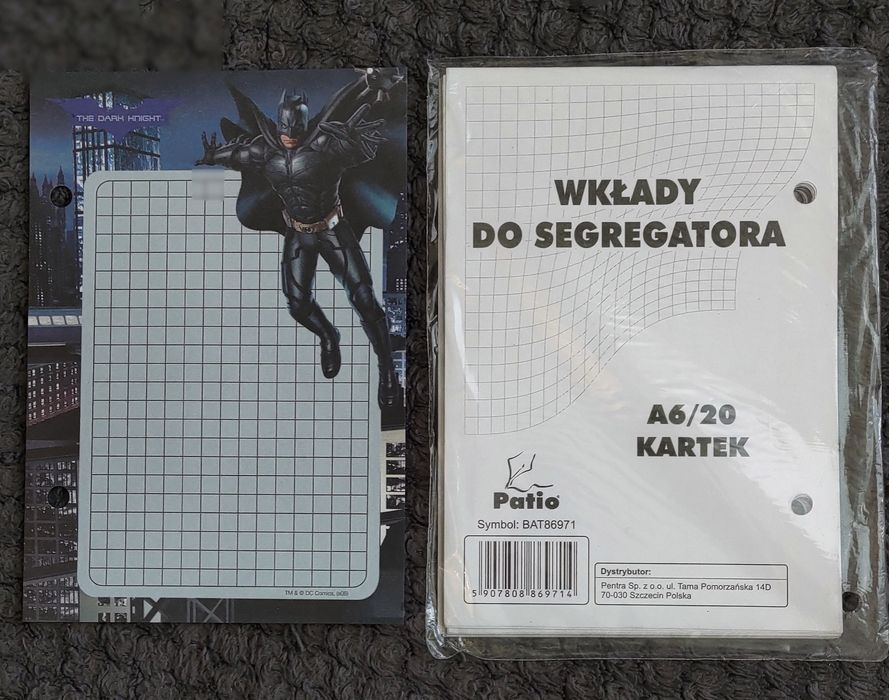 THE DARK KNIGHT
TM & © DC Comics. (s08)
WKŁADY
DO SEGREGATORA
A6/20
KARTEK
Patio
Symbol: BAT86971
5 907808 869714
Dystrybutor:
Pentra Sp. z o.o. ul. Tama Pomorzańska 14D
70-030 Szczecin Polska